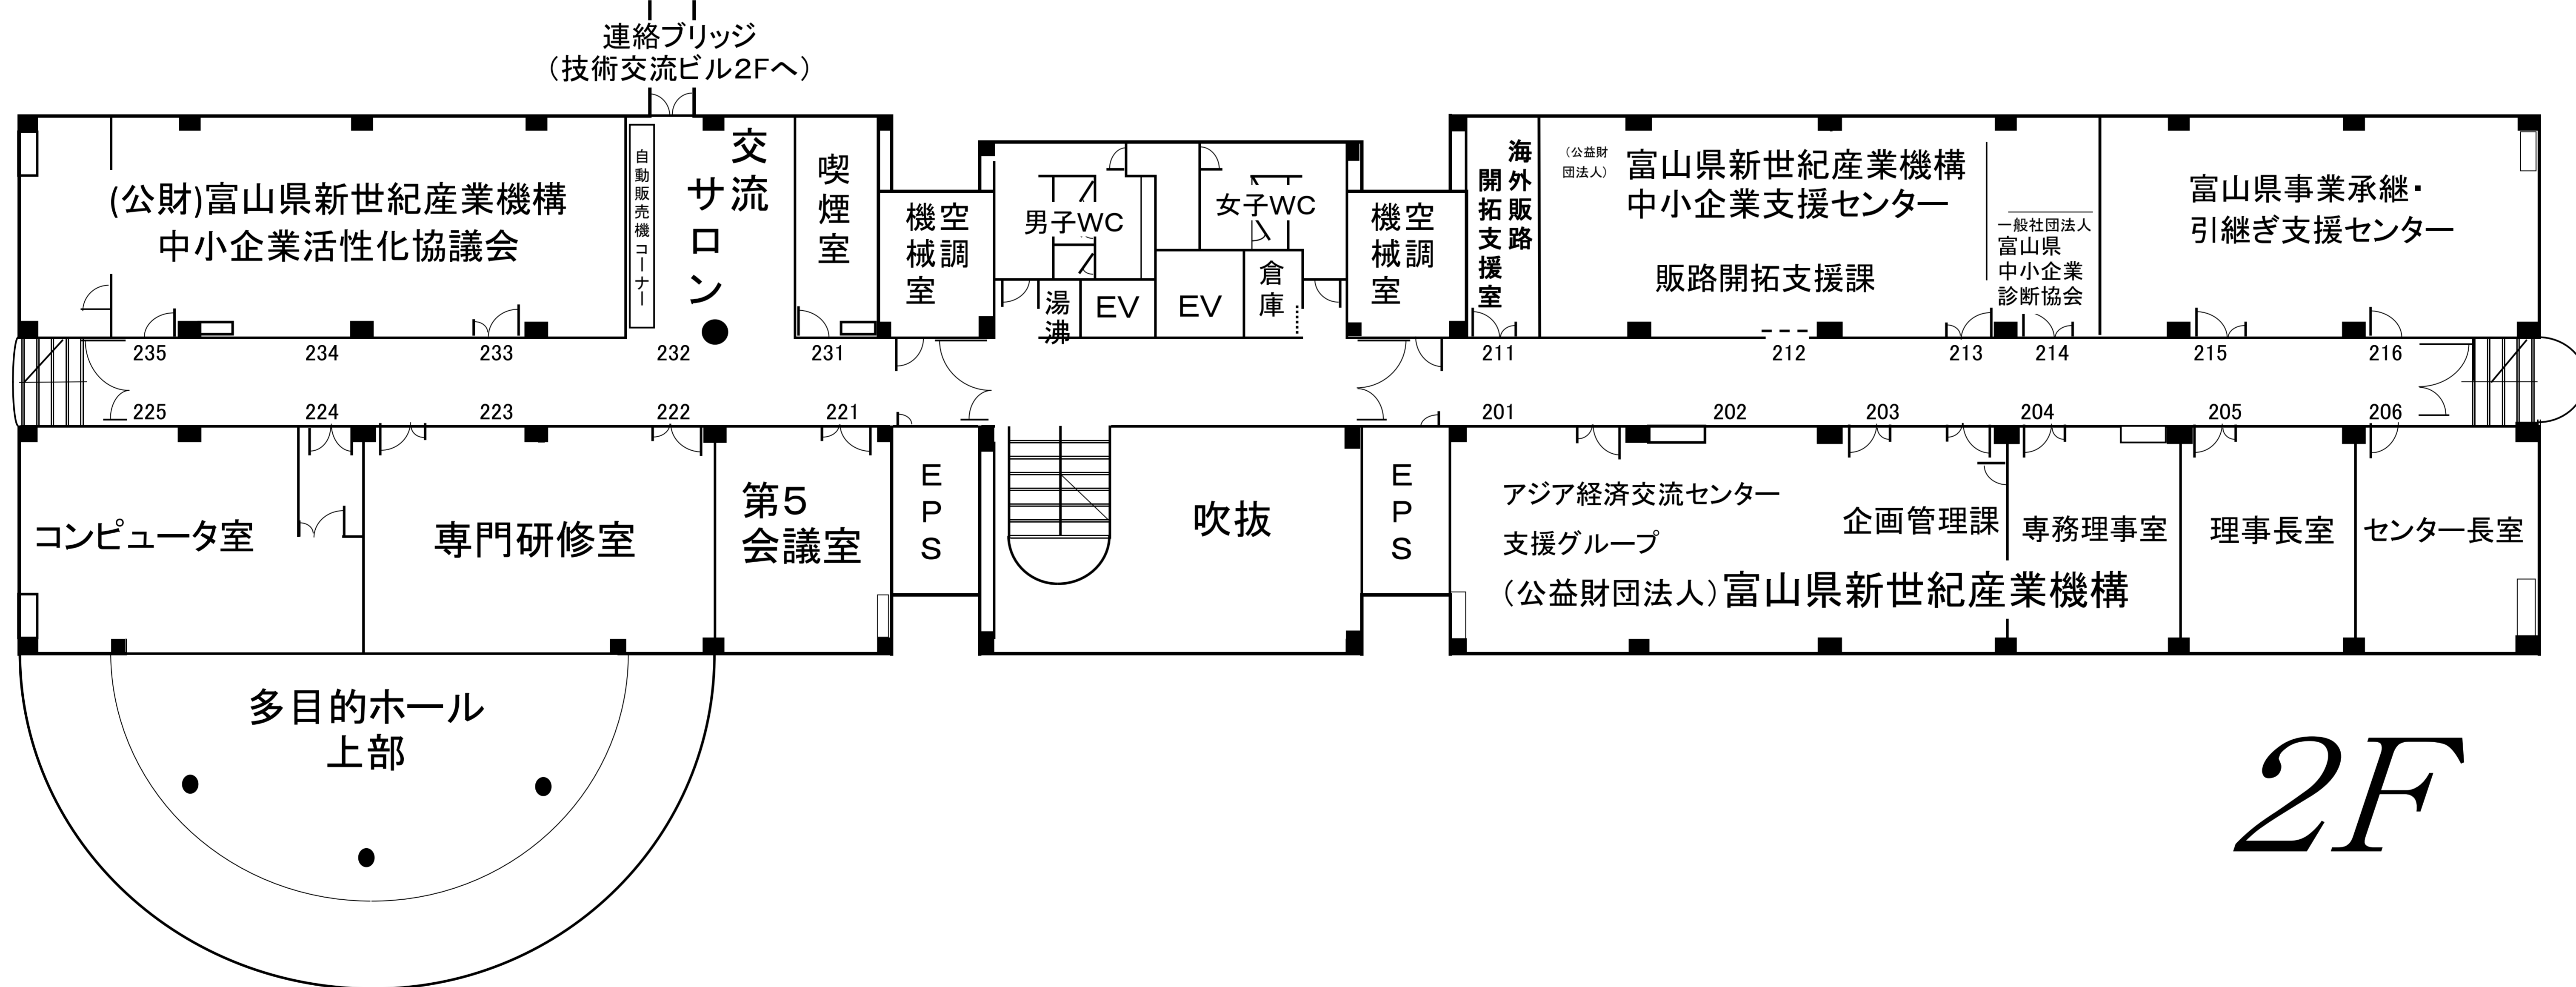 連絡ブリッジ
（技術交流ビル2Fへ）
(公財)富山県新世紀産業機構
中小企業活性化協議会
自動販売機コーナー
交流
サロン
喫煙室
空調
機械室
男子WC
女子WC
湯沸
EV
EV
倉庫
空調
機械室
海外販路
開拓支援室
（公益財
団法人）
富山県新世紀産業機構
中小企業支援センター
販路開拓支援課
一般社団法人
富山県
中小企業
診断協会
富山県事業承継・
引継ぎ支援センター
235 234 233 232 231 211 212 213 214 215 216
225 224 223 222 221 201 202 203 204 205 206
コンピュータ室
専門研修室
第5
会議室
EPS
吹抜
EPS
アジア経済交流センター
支援グループ
企画管理課
（公益財団法人）富山県新世紀産業機構
専務理事室
理事長室
センター長室
多目的ホール
上部
2F